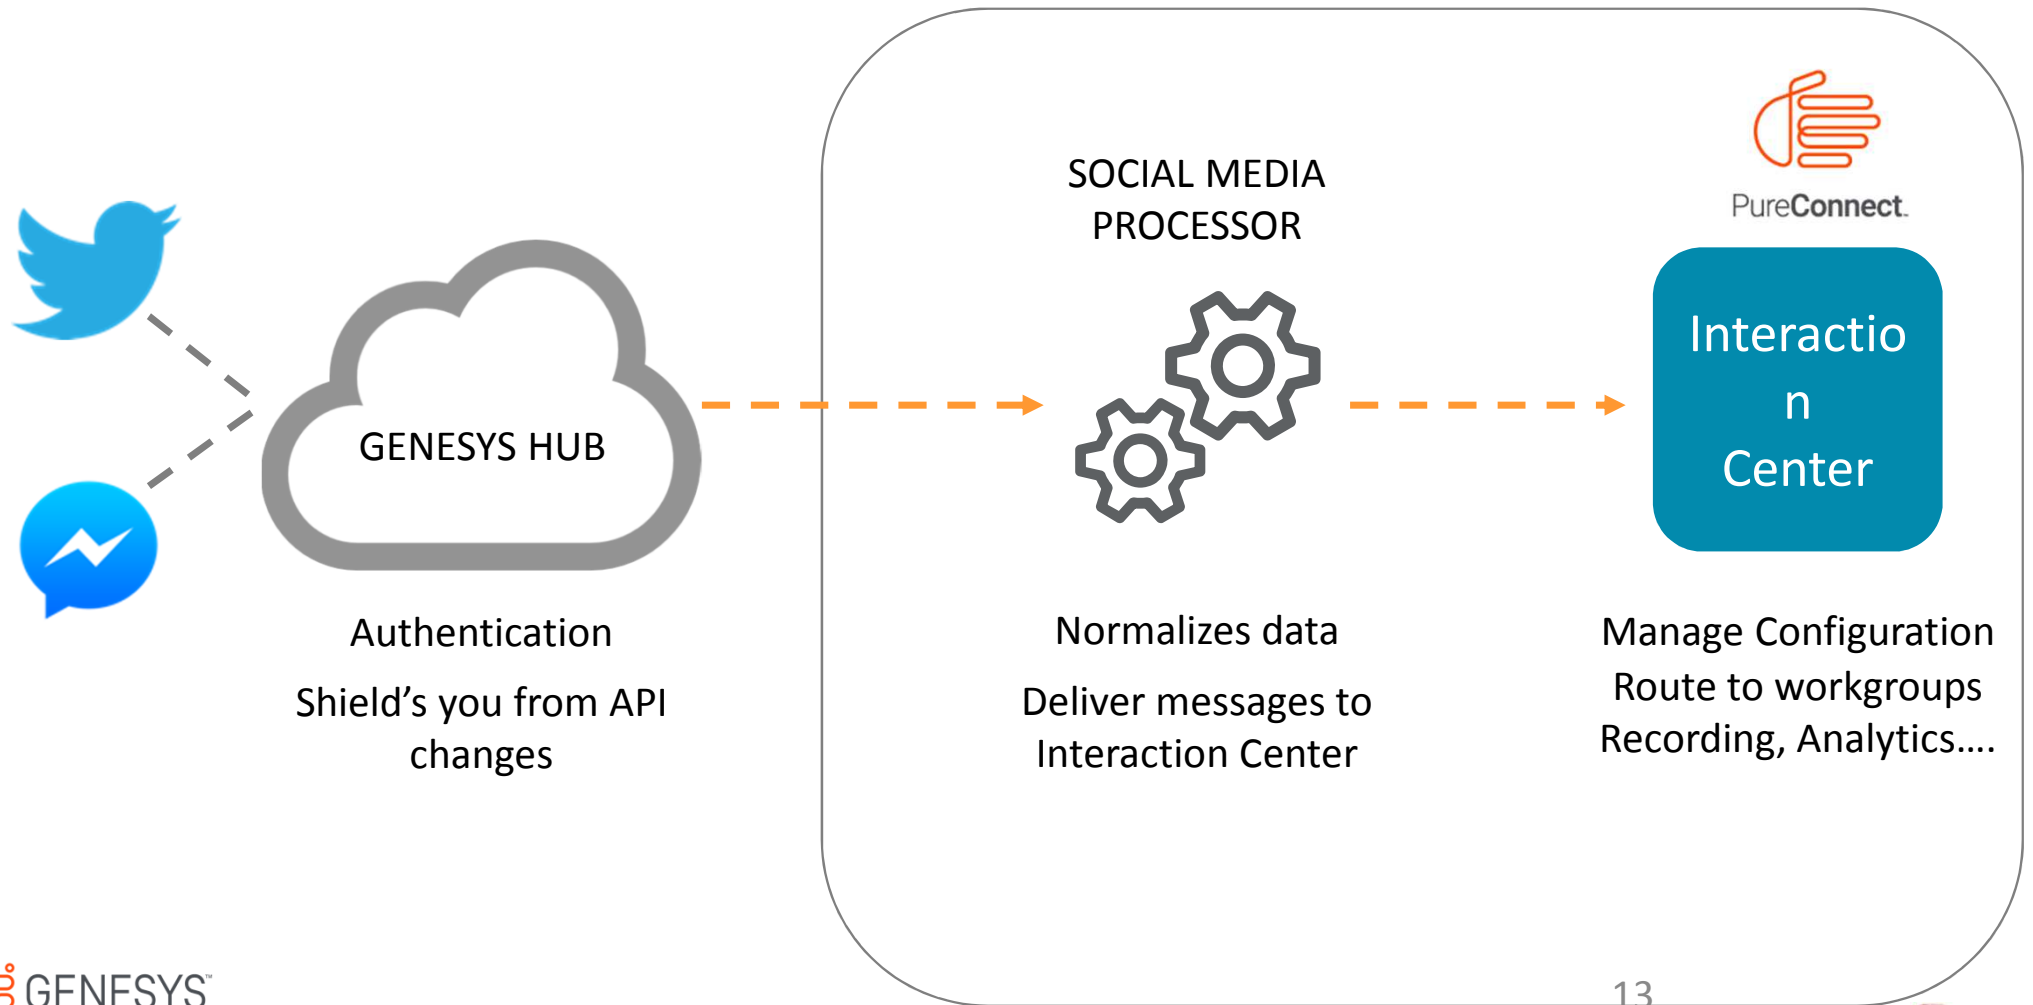 PureConnect.
SOCIAL MEDIA
PROCESSOR
Interactio
n
Center
GENESYS HUB
Authentication
Shield’s you from API
changes
Normalizes data
Deliver messages to
Interaction Center
Manage Configuration
Route to workgroups
Recording, Analytics….
GENESYS™
13